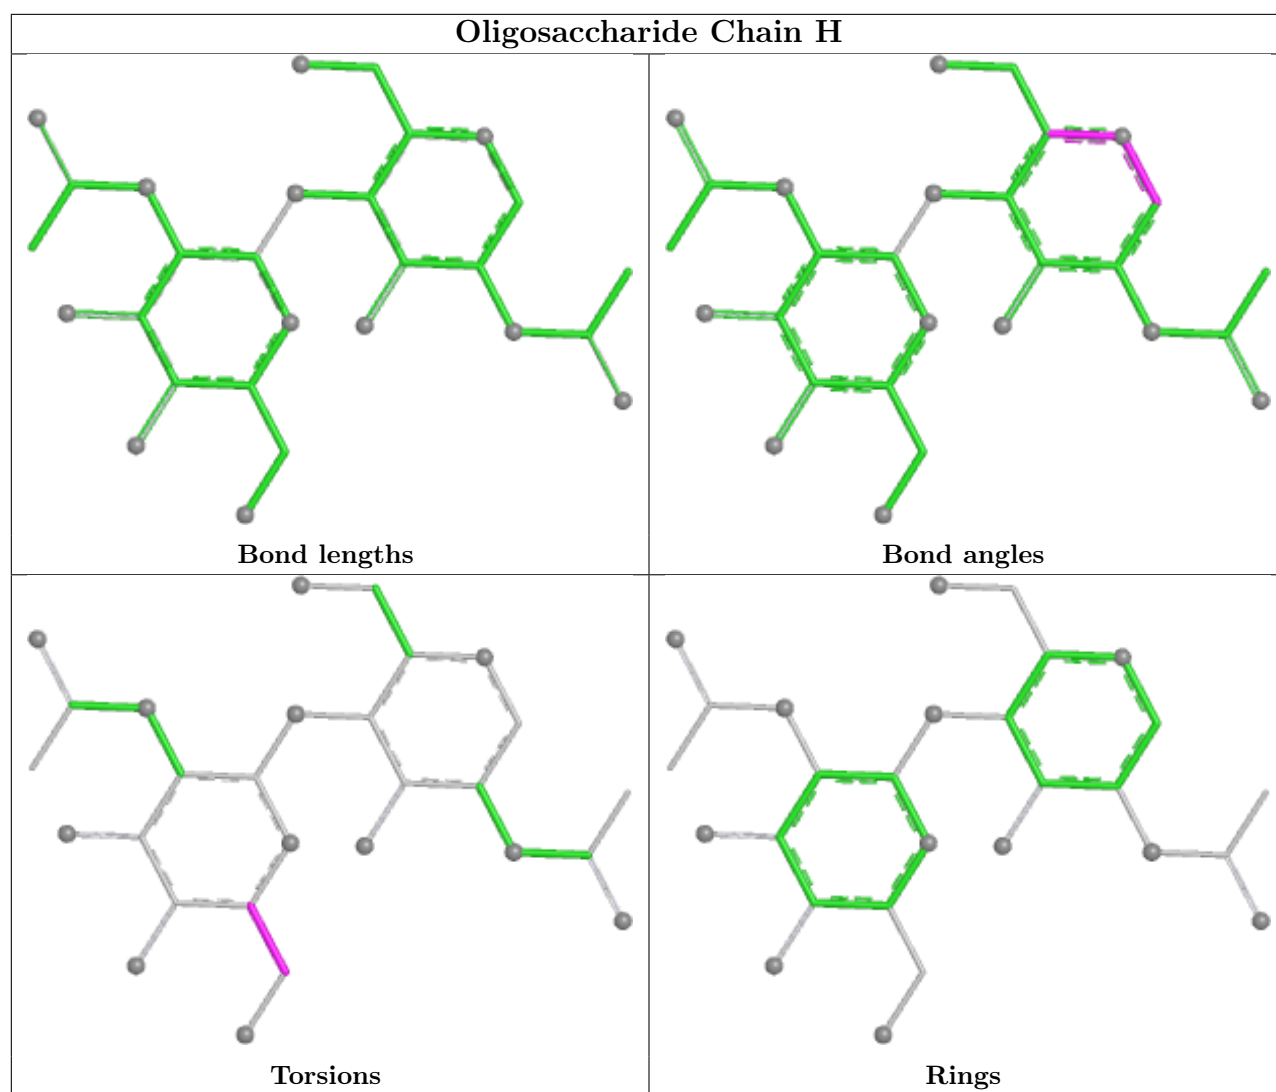 Oligosaccharide Chain H
Bond lengths
Bond angles
Torsions
Rings